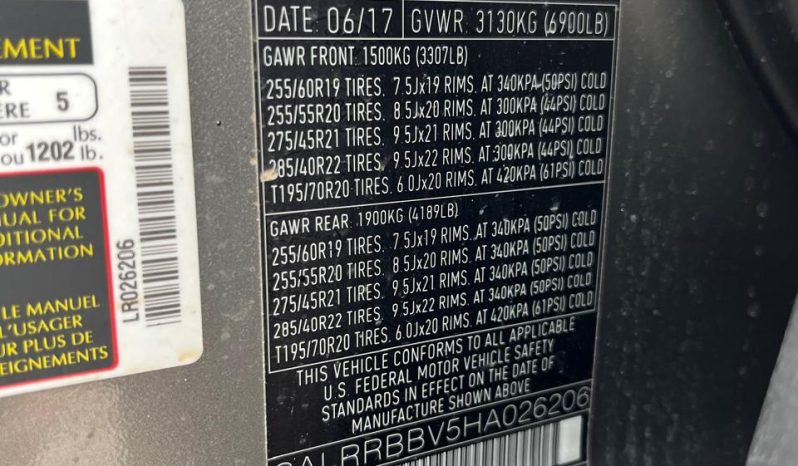 EMENT
R
ERE 5
or lbs.
ou 1202 lb.
OWNER'S
NUAL FOR
DITIONAL
ORMATION
LE MANUEL
L'USAGER
UR PLUS DE
EIGNEMENTS
LR026206
DATE: 06/17 GVWR: 3130KG (6900LB)
GAWR FRONT: 1500KG (3307LB)
255/60R19 TIRES. 7.5Jx19 RIMS. AT 340KPA (50PSI) COLD
255/55R20 TIRES. 8.5Jx20 RIMS. AT 300KPA (44PSI) COLD
275/45R21 TIRES. 9.5Jx21 RIMS. AT 300KPA (44PSI) COLD
285/40R22 TIRES. 9.5Jx22 RIMS. AT 300KPA (44PSI) COLD
T195/70R20 TIRES. 6.0Jx20 RIMS. AT 420KPA (61PSI) COLD
GAWR REAR: 1900KG (4189LB)
255/60R19 TIRES. 7.5Jx19 RIMS. AT 340KPA (50PSI) COLD
255/55R20 TIRES. 8.5Jx20 RIMS. AT 340KPA (50PSI) COLD
275/45R21 TIRES. 9.5Jx21 RIMS. AT 340KPA (50PSI) COLD
285/40R22 TIRES. 9.5Jx22 RIMS. AT 340KPA (50PSI) COLD
T195/70R20 TIRES. 6.0Jx20 RIMS. AT 420KPA (61PSI) COLD
THIS VEHICLE CONFORMS TO ALL APPLICABLE
U.S. FEDERAL MOTOR VEHICLE SAFETY
STANDARDS IN EFFECT ON THE DATE OF
MANUFACTURE SHOWN ABOVE
SALRRBBV5HA026206